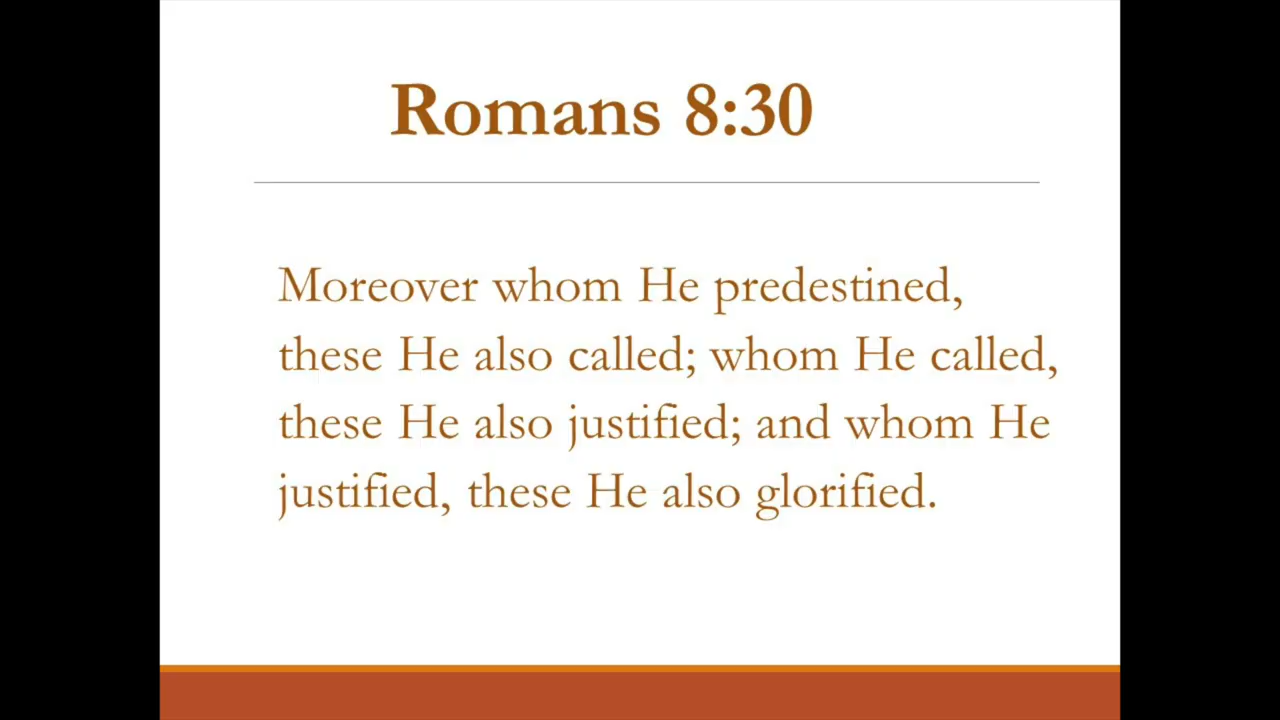 Romans 8:30
Moreover whom He predestined,
these He also called; whom He called,
these He also justified; and whom He
justified, these He also glorified.